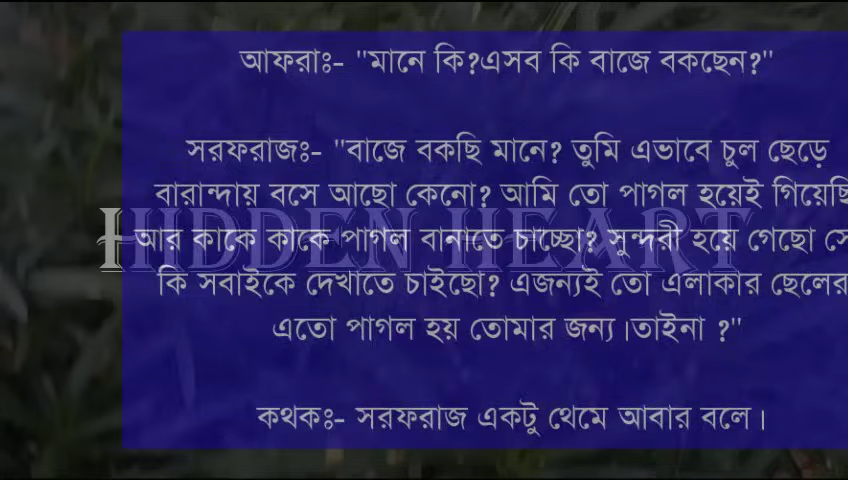 আফরাঃ- "মানে কি?এসব কি বাজে বকছেন?"
সরফরাজঃ- "বাজে বকছি মানে? তুমি এভাবে চুল ছেড়ে
বারান্দায় বসে আছো কেনো? আমি তো পাগল হয়েই
HIDDEN HEART
আর কাকে কাকে পাগল বানাতে চাচ্ছো? সুন্দরী হয়ে গেছো
কি সবাইকে দেখাতে চাইছো? এজন্যই তো এলাকার
এতো পাগল হয় তোমার জন্য।তাইনা ?"
কথকঃ- সরফরাজ একটু থেমে আবার বলে।